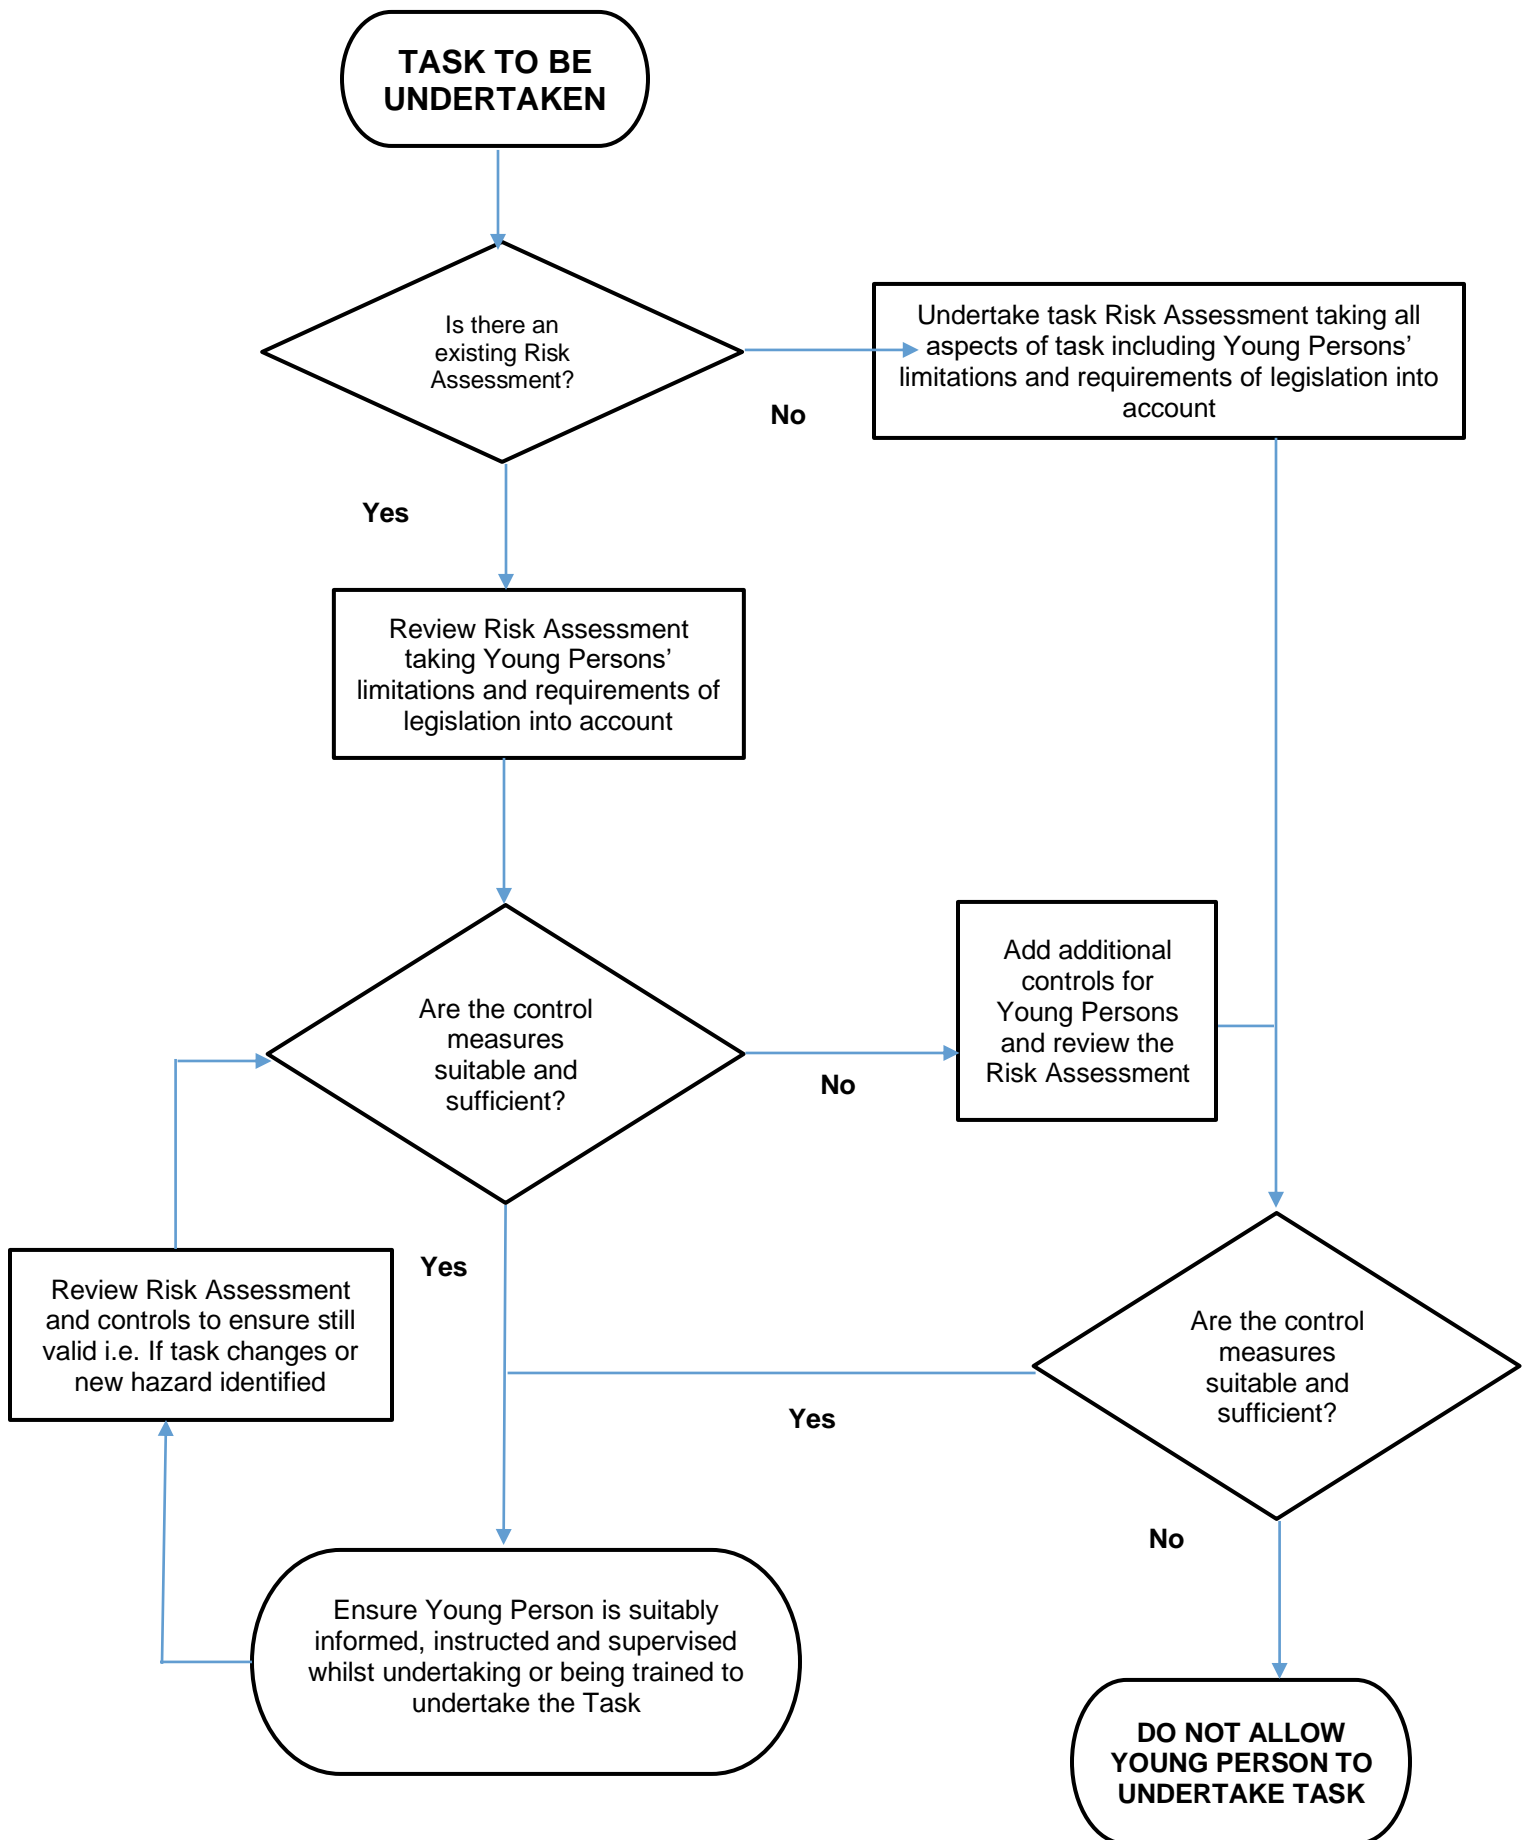 TASK TO BE
UNDERTAKEN
Is there an
existing Risk
Assessment?
No
Undertake task Risk Assessment taking all
aspects of task including Young Persons’
limitations and requirements of legislation into
account
Yes
Review Risk Assessment
taking Young Persons’
limitations and requirements of
legislation into account
Are the control
measures
suitable and
sufficient?
No
Add additional
controls for
Young Persons
and review the
Risk Assessment
Yes
Review Risk Assessment
and controls to ensure still
valid i.e. If task changes or
new hazard identified
Are the control
measures
suitable and
sufficient?
Yes
No
Ensure Young Person is suitably
informed, instructed and supervised
whilst undertaking or being trained to
undertake the Task
DO NOT ALLOW
YOUNG PERSON TO
UNDERTAKE TASK